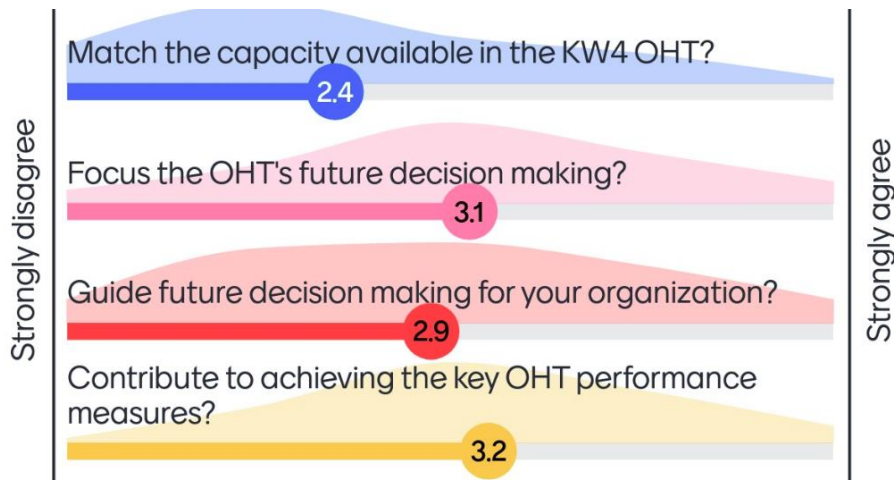 Match the capacity available in the KW4 OHT?
2.4
Focus the OHT's future decision making?
3.1
Guide future decision making for your organization?
2.9
Contribute to achieving the key OHT performance
measures?
3.2
Strongly disagree
Strongly agree